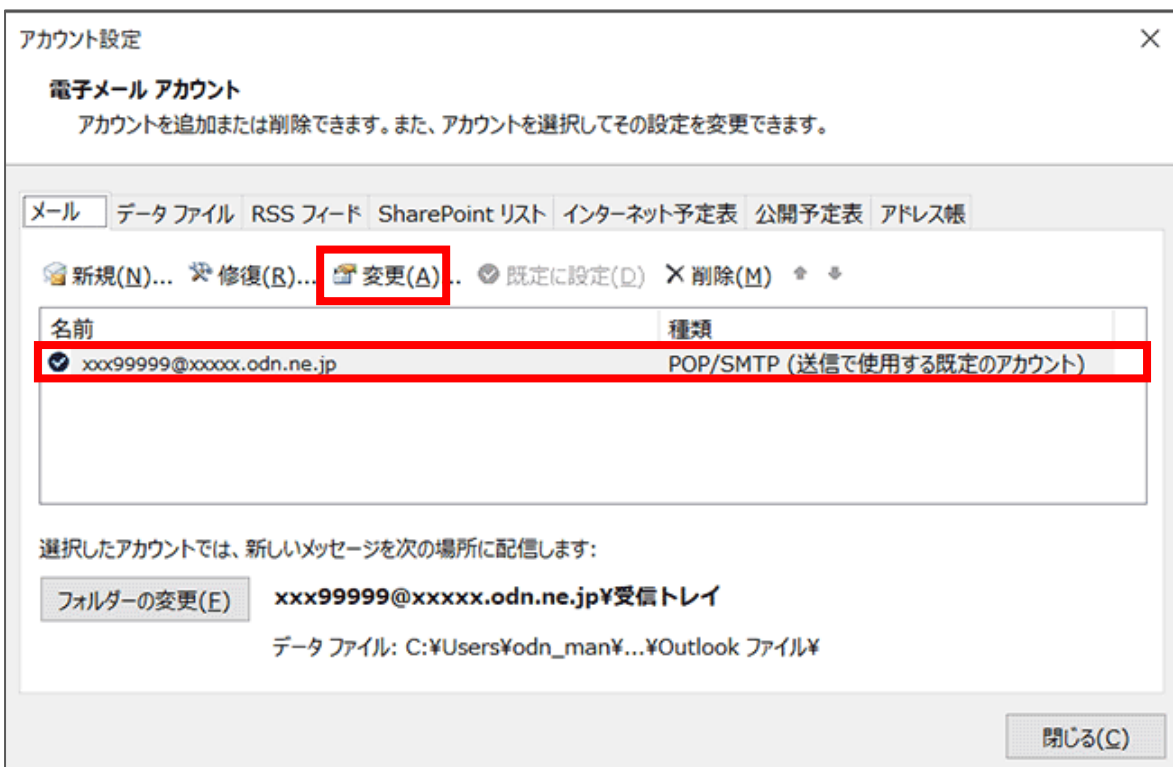 アカウント設定
電子メール アカウント
アカウントを追加または削除できます。また、アカウントを選択してその設定を変更できます。
メール データ ファイル RSS フィード SharePoint リスト インターネット予定表 公開予定表 アドレス帳
新規(N)... 修復(R)... 変更(A)... 既定に設定(D) 削除(M)
名前 種類
xxx99999@xxxxx.odn.ne.jp POP/SMTP (送信で使用する既定のアカウント)
選択したアカウントでは、新しいメッセージを次の場所に配信します:
フォルダーの変更(F) xxx99999@xxxxx.odn.ne.jp¥受信トレイ
データ ファイル: C:¥Users¥odn_man¥...¥Outlook ファイル¥
閉じる(C)